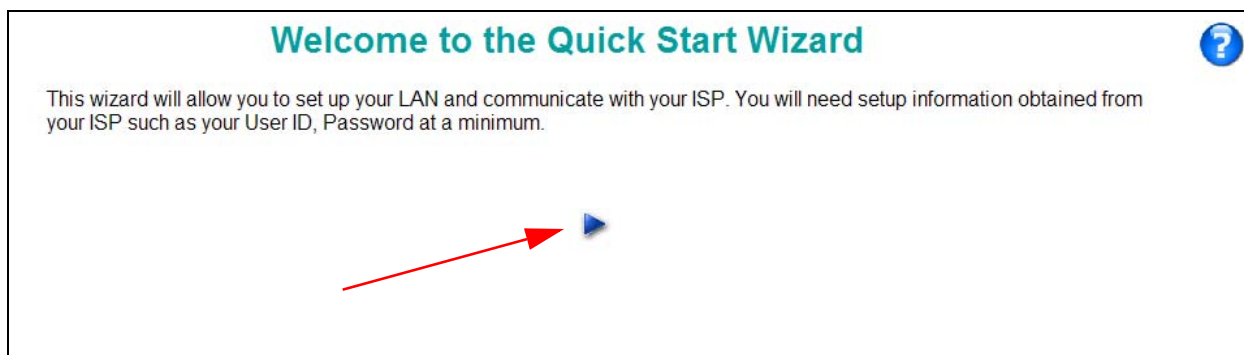 Welcome to the Quick Start Wizard
?
This wizard will allow you to set up your LAN and communicate with your ISP. You will need setup information obtained from
your ISP such as your User ID, Password at a minimum.